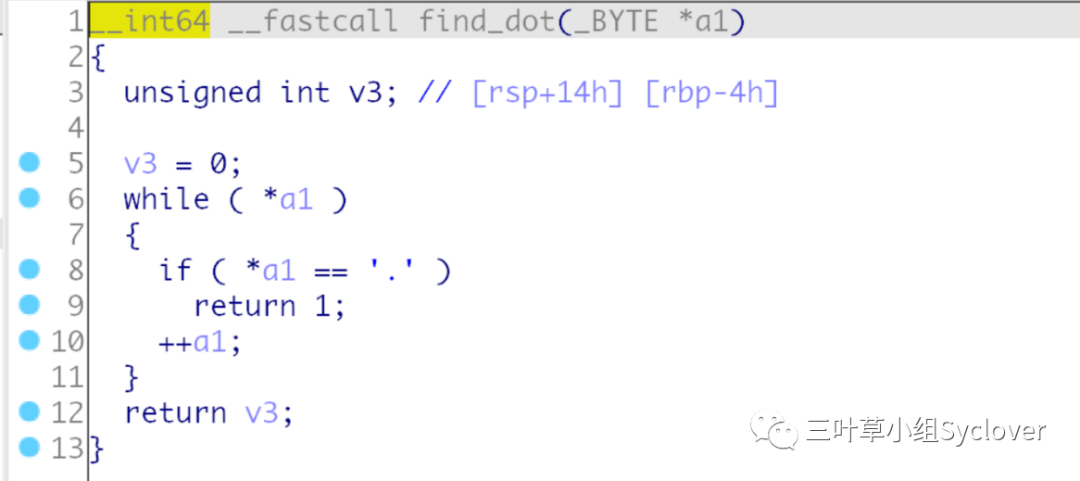 1 __int64 __fastcall find_dot(_BYTE *a1)
2 {
3   unsigned int v3; // [rsp+14h] [rbp-4h]
4
5   v3 = 0;
6   while ( *a1 )
7   {
8     if ( *a1 == '.' )
9       return 1;
10     ++a1;
11   }
12   return v3;
13 }
三叶草小组Syclover